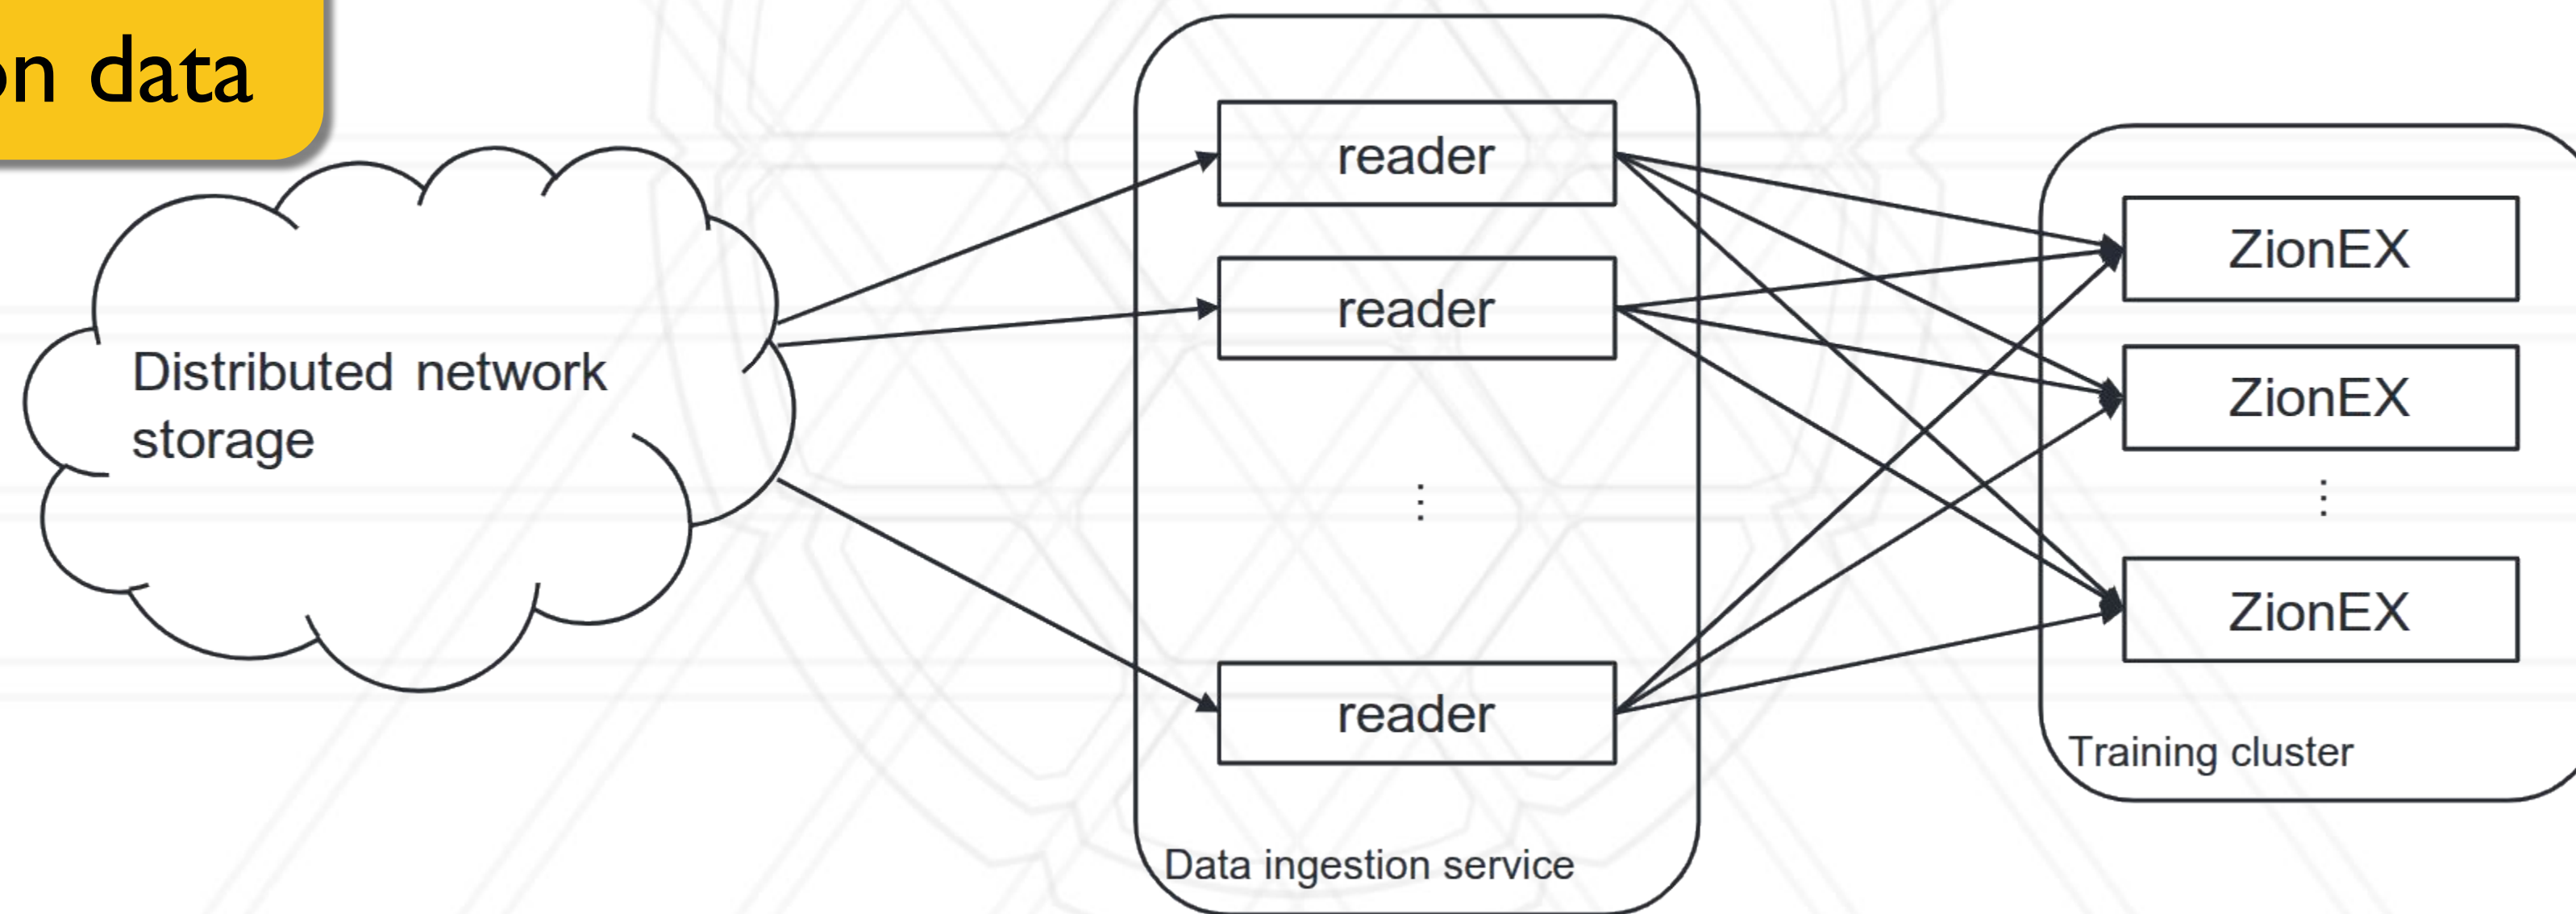 on data
Distributed network
storage
reader
reader
⋮
reader
Data ingestion service
ZionEX
ZionEX
⋮
ZionEX
Training cluster